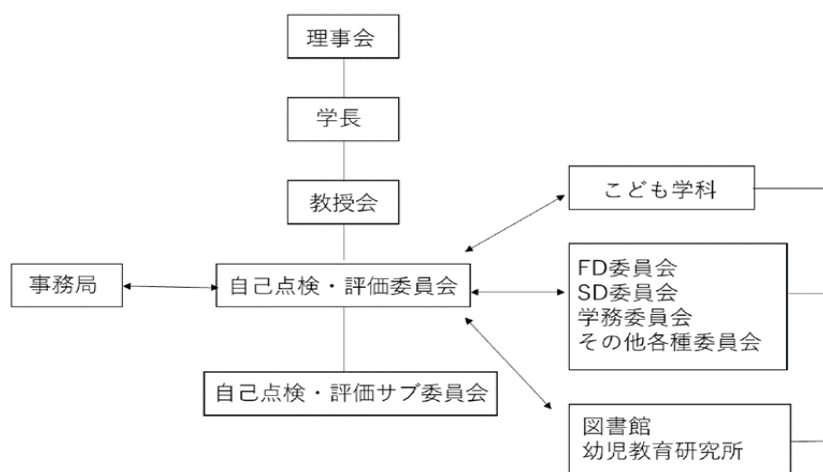 理事会
学長
教授会
こども学科
事務局
自己点検・評価委員会
FD委員会
SD委員会
学務委員会
その他各種委員会
自己点検・評価サブ委員会
図書館
幼児教育研究所